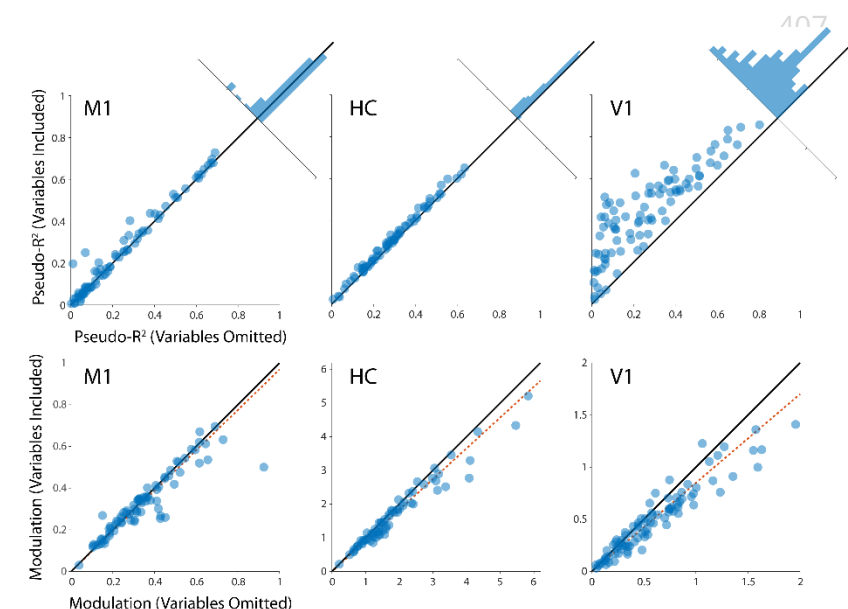 407
M1
HC
V1
Pseudo-R² (Variables Included)
1
0.8
0.6
0.4
0.2
0
0 0.2 0.4 0.6 0.8 1
0 0.2 0.4 0.6 0.8 1
0 0.2 0.4 0.6 0.8 1
Pseudo-R² (Variables Omitted)
M1
HC
V1
Modulation (Variables Included)
1
0.8
0.6
0.4
0.2
0
6
5
4
3
2
1
0
2
1.5
1
0.5
0
0 0.2 0.4 0.6 0.8 1
0 1 2 3 4 5 6
0 0.5 1 1.5 2
Modulation (Variables Omitted)